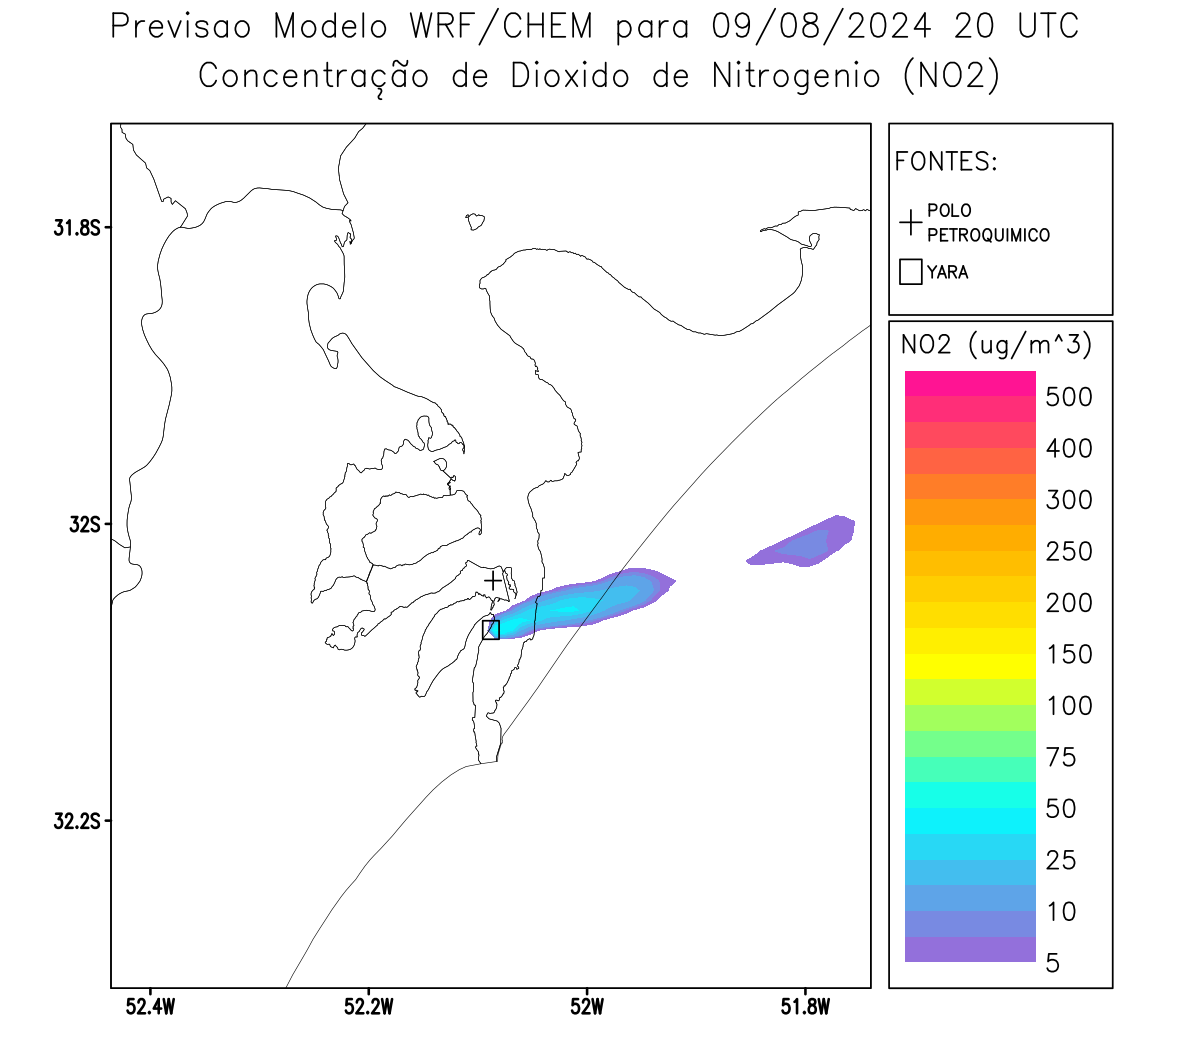 Previsao Modelo WRF/CHEM para 09/08/2024 20 UTC
Concentração de Dioxido de Nitrogenio (NO2)
FONTES:
POLO
PETROQUIMICO
YARA
NO2 (ug/m^3)
500
400
300
250
200
150
100
75
50
25
10
5
31.8S
32S
32.2S
52.4W
52.2W
52W
51.8W